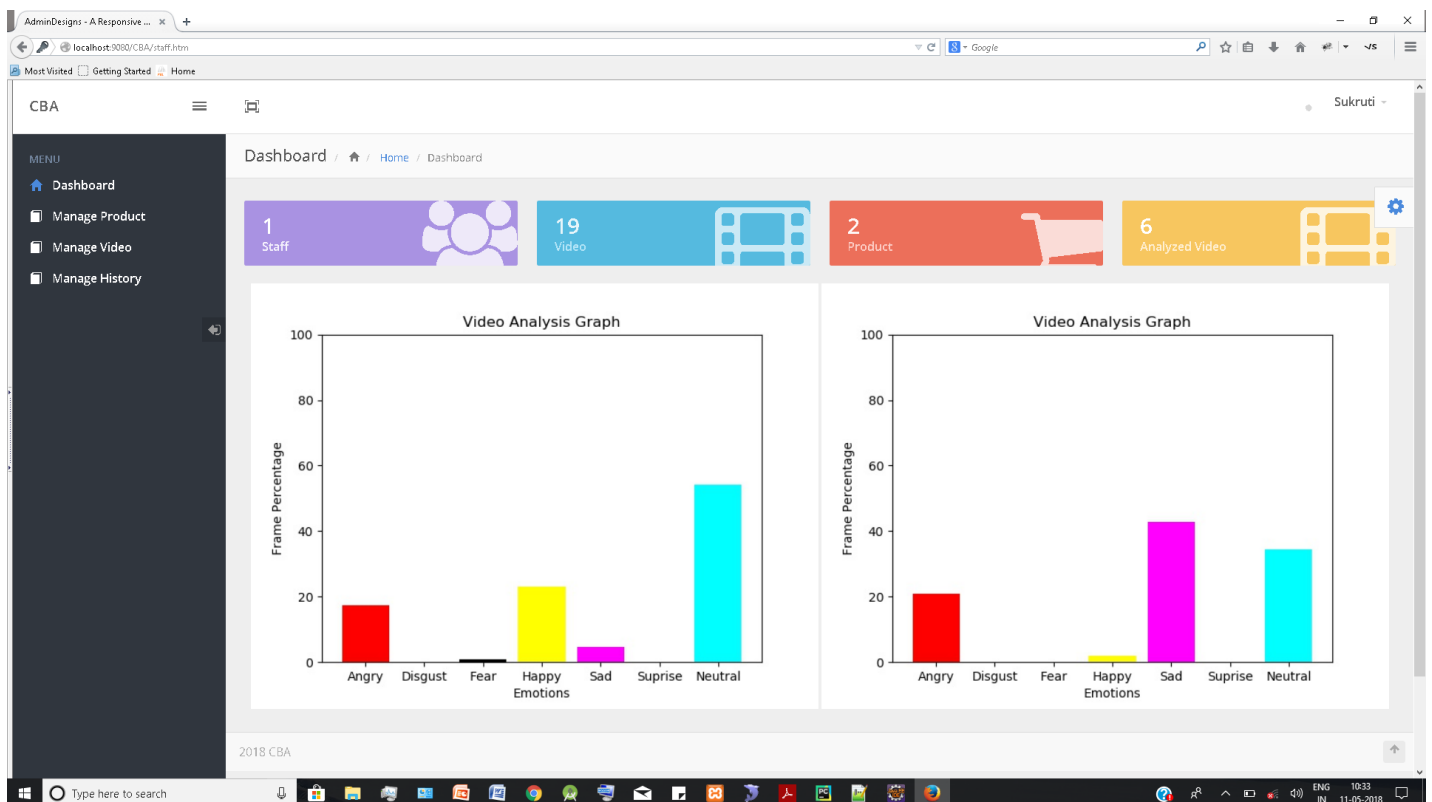 AdminDesigns - A Responsive ... × +
localhost:9080/CBA/staff.htm
Google
Most Visited Getting Started Home
CBA
Sukruti
MENU
Dashboard
Manage Product
Manage Video
Manage History
Dashboard / / Home / Dashboard
1
Staff
19
Video
2
Product
6
Analyzed Video
Video Analysis Graph
100
80
60
40
20
0
Frame Percentage
Angry Disgust Fear Happy Sad Suprise Neutral
Emotions
Video Analysis Graph
100
80
60
40
20
0
Frame Percentage
Angry Disgust Fear Happy Sad Suprise Neutral
Emotions
2018 CBA
Type here to search
ENG
IN
10:33
11-05-2018